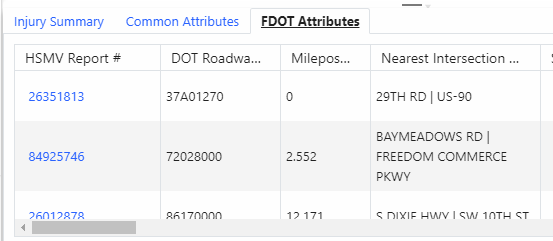 Injury Summary Common Attributes FDOT Attributes
HSMV Report # DOT Roadwa... Milepos... Nearest Intersection ...
26351813 37A01270 0 29TH RD | US-90
BAYMEADOWS RD |
84925746 72028000 2.552 FREEDOM COMMERCE
PKWY
26012878 86170000 12.171 S DIXIE HWY | SW 10TH ST